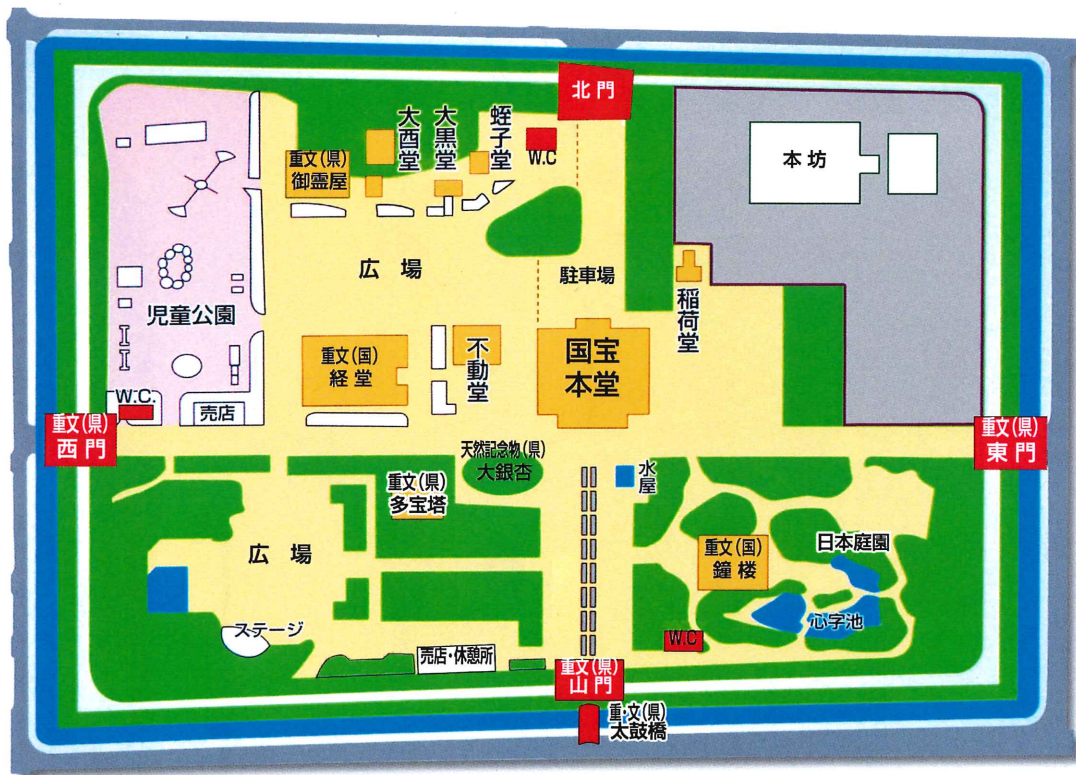 北門
大酉堂
大黒堂
蛭子堂
W.C
重文(県)
御霊屋
本坊
広場
駐車場
稲荷堂
児童公園
重文(国)
経堂
不動堂
国宝
本堂
W.C.
売店
重文(県)
西門
重文(県)
東門
天然記念物(県)
大銀杏
水屋
重文(県)
多宝塔
広場
重文(国)
鐘楼
日本庭園
心字池
ステージ
W.C
売店・休憩所
重文(県)
山門
重・文(県)
太鼓橋